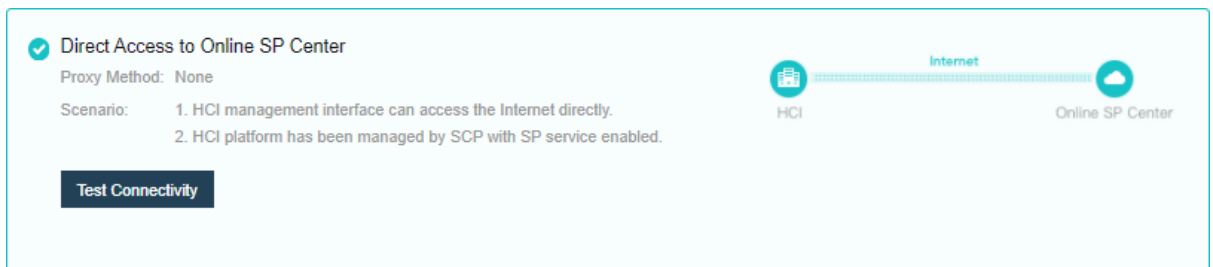 Direct Access to Online SP Center
Proxy Method: None
Scenario: 1. HCI management interface can access the Internet directly.
2. HCI platform has been managed by SCP with SP service enabled.
Test Connectivity
Internet
HCI
Online SP Center